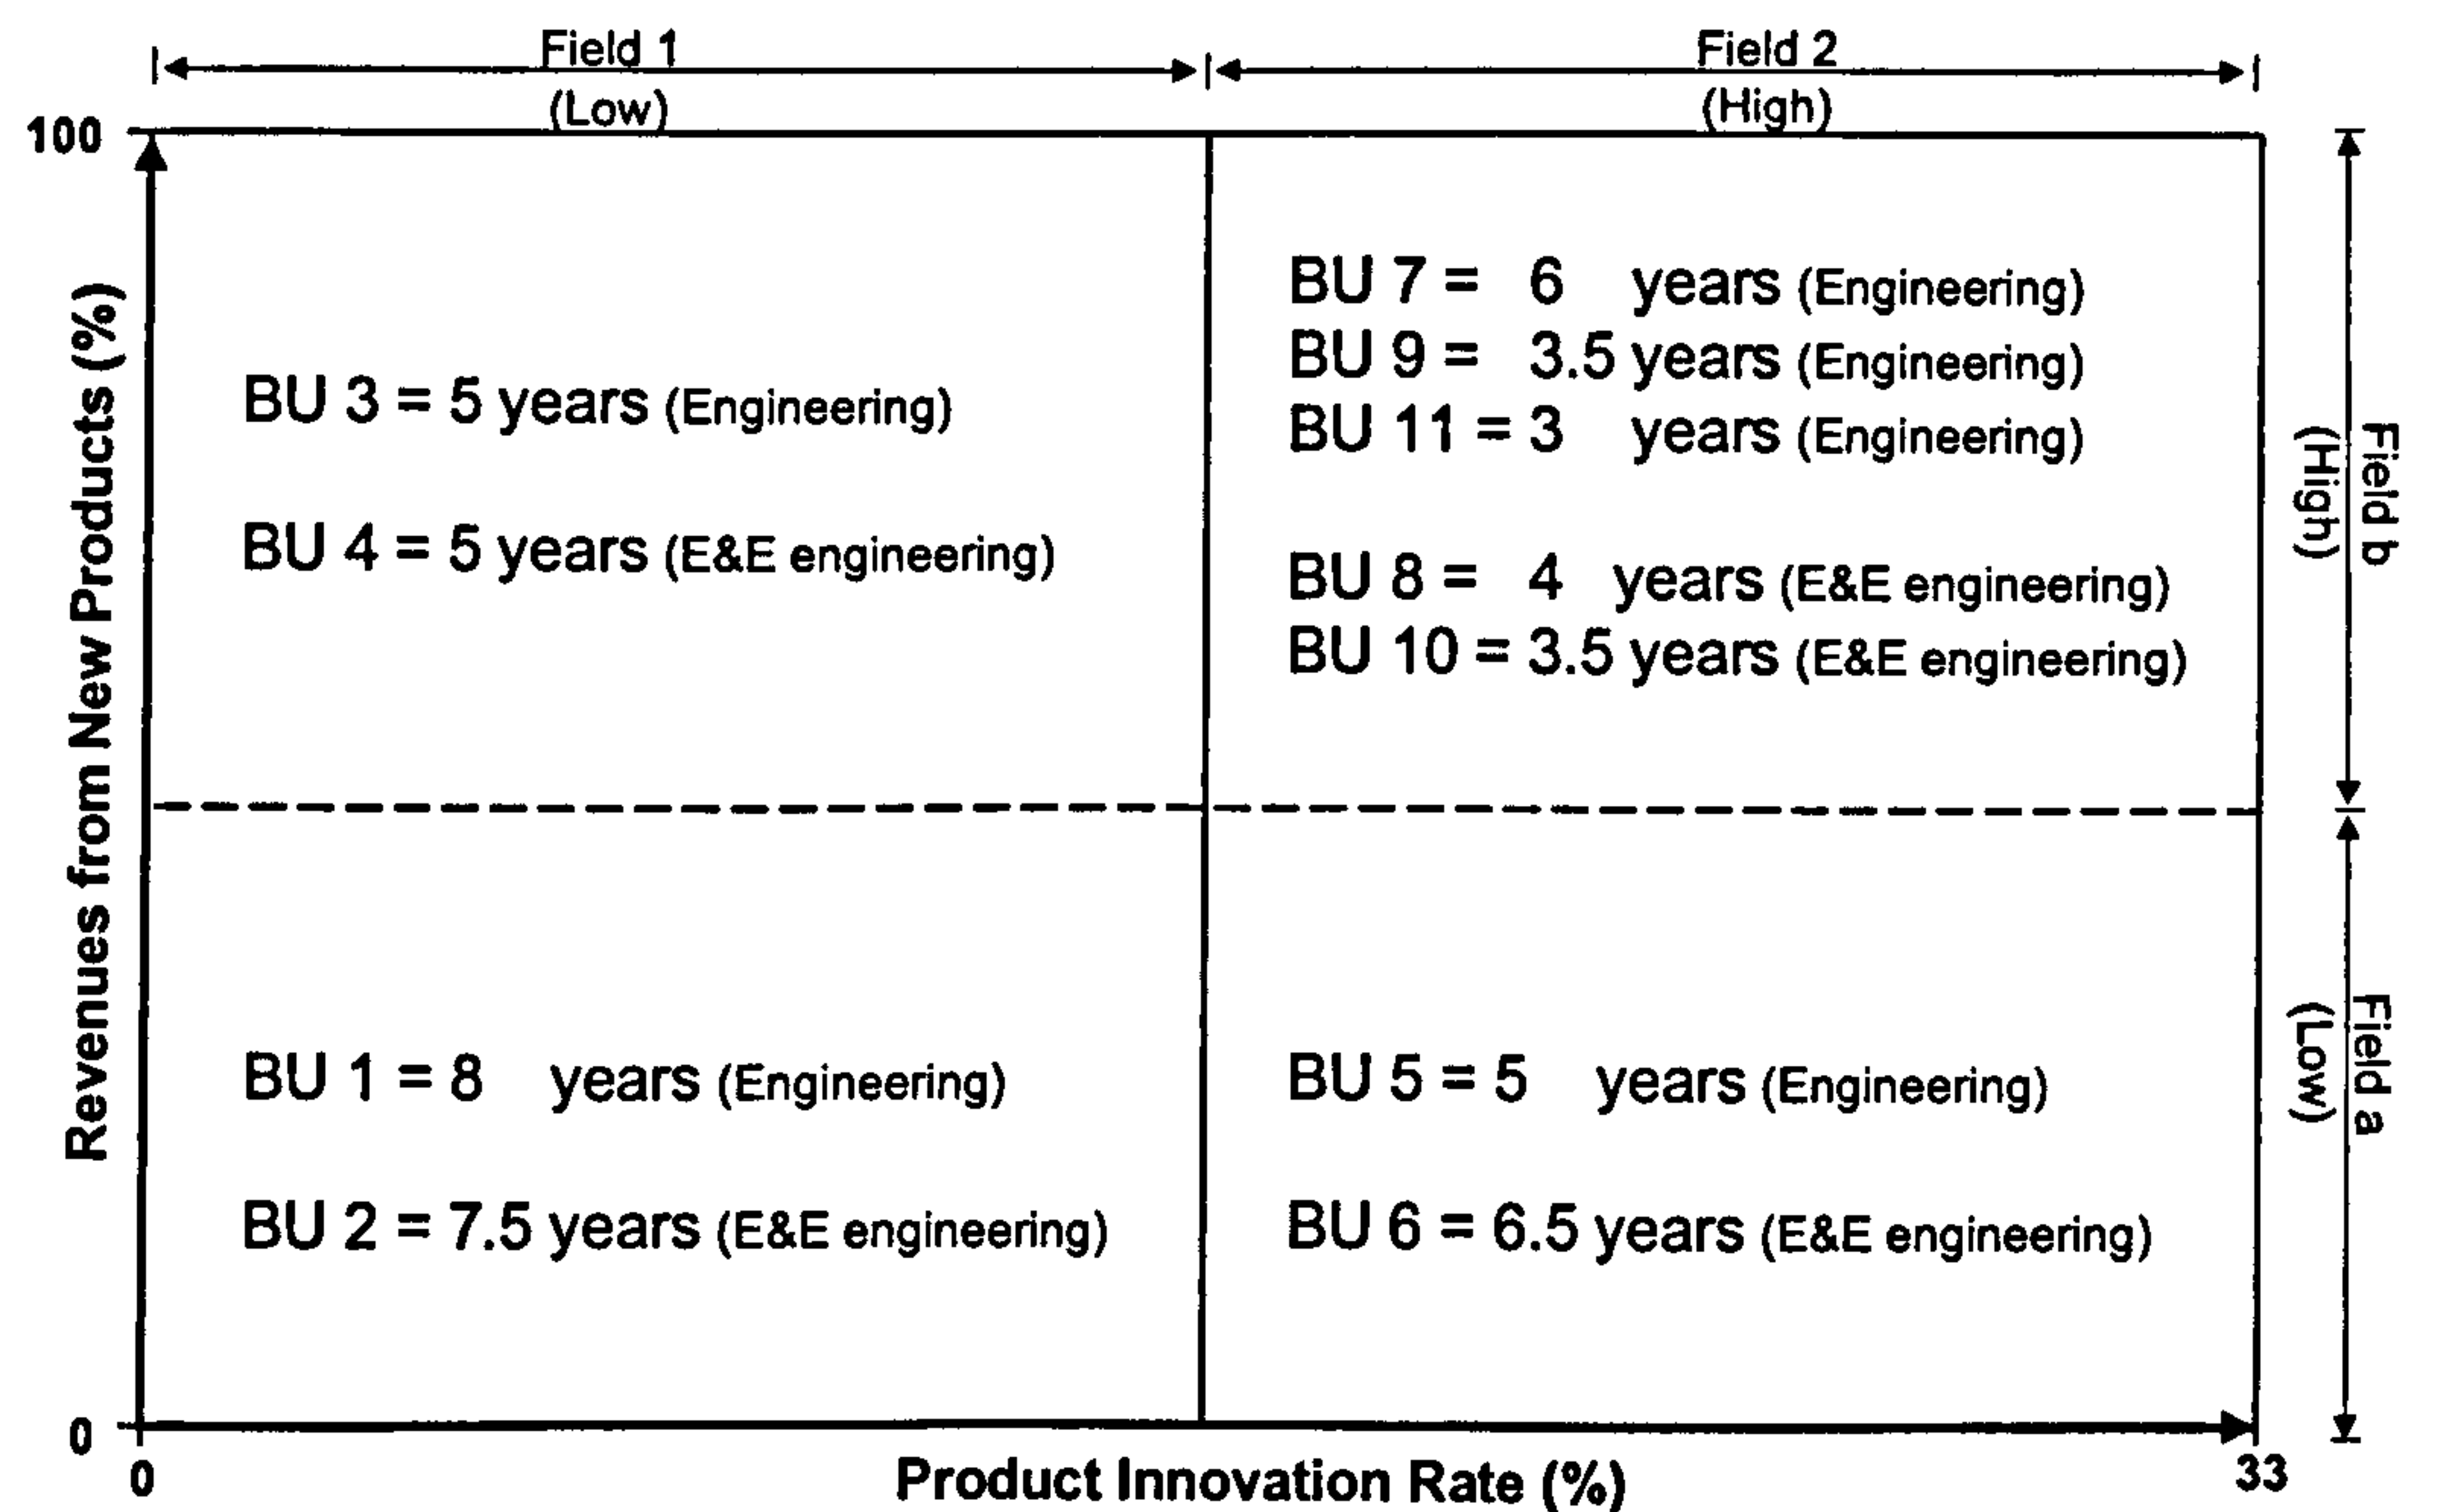 Field 1
(Low)
Field 2
(High)
100
Revenues from New Products (%)
BU 3 = 5 years (Engineering)
BU 4 = 5 years (E&E engineering)
BU 7 = 6 years (Engineering)
BU 9 = 3.5 years (Engineering)
BU 11 = 3 years (Engineering)
BU 8 = 4 years (E&E engineering)
BU 10 = 3.5 years (E&E engineering)
Field b
(High)
BU 1 = 8 years (Engineering)
BU 2 = 7.5 years (E&E engineering)
BU 5 = 5 years (Engineering)
BU 6 = 6.5 years (E&E engineering)
Field a
(Low)
0
0
Product Innovation Rate (%)
33